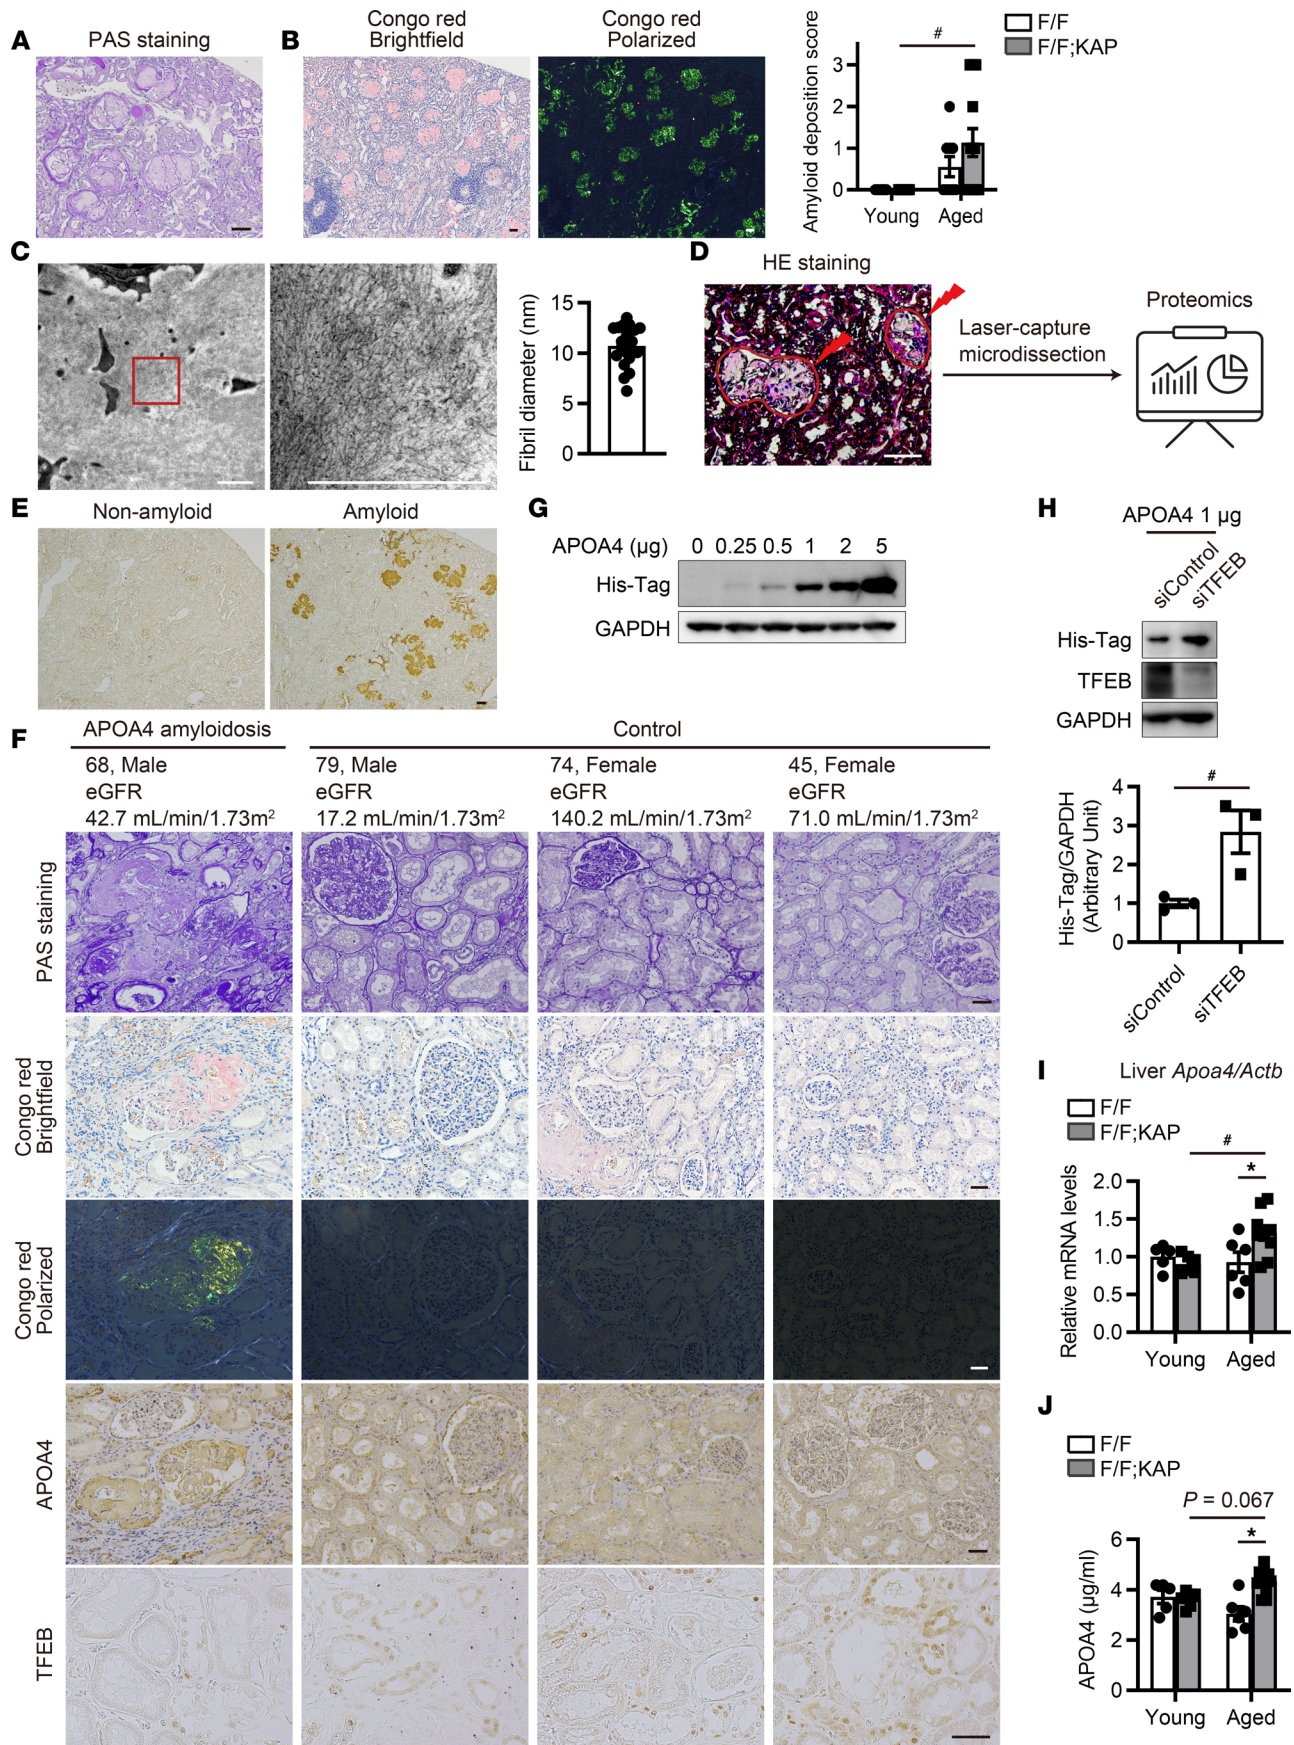 A
PAS staining
B
Congo red
Brightfield
Congo red
Polarized
F/F
F/F;KAP
Amyloid deposition score
#
3
2
1
0
Young
Aged
C
Fibril diameter (nm)
15
10
5
0
D
HE staining
Laser-capture
microdissection
Proteomics
E
Non-amyloid
Amyloid
G
APOA4 (µg)
0 0.25 0.5 1 2 5
His-Tag
GAPDH
H
APOA4 1 µg
siControl
siTFEB
His-Tag
TFEB
GAPDH
His-Tag/GAPDH
(Arbitrary Unit)
#
4
3
2
1
0
siControl
siTFEB
F
APOA4 amyloidosis
Control
68, Male
eGFR
42.7 mL/min/1.73m²
79, Male
eGFR
17.2 mL/min/1.73m²
74, Female
eGFR
140.2 mL/min/1.73m²
45, Female
eGFR
71.0 mL/min/1.73m²
PAS staining
Congo red
Brightfield
Congo red
Polarized
APOA4
TFEB
I
Liver Apoa4/Actb
F/F
F/F;KAP
#
*
Relative mRNA levels
2.0
1.5
1.0
0.5
0.0
Young
Aged
J
F/F
F/F;KAP
P = 0.067
*
APOA4 (µg/ml)
6
4
2
0
Young
Aged